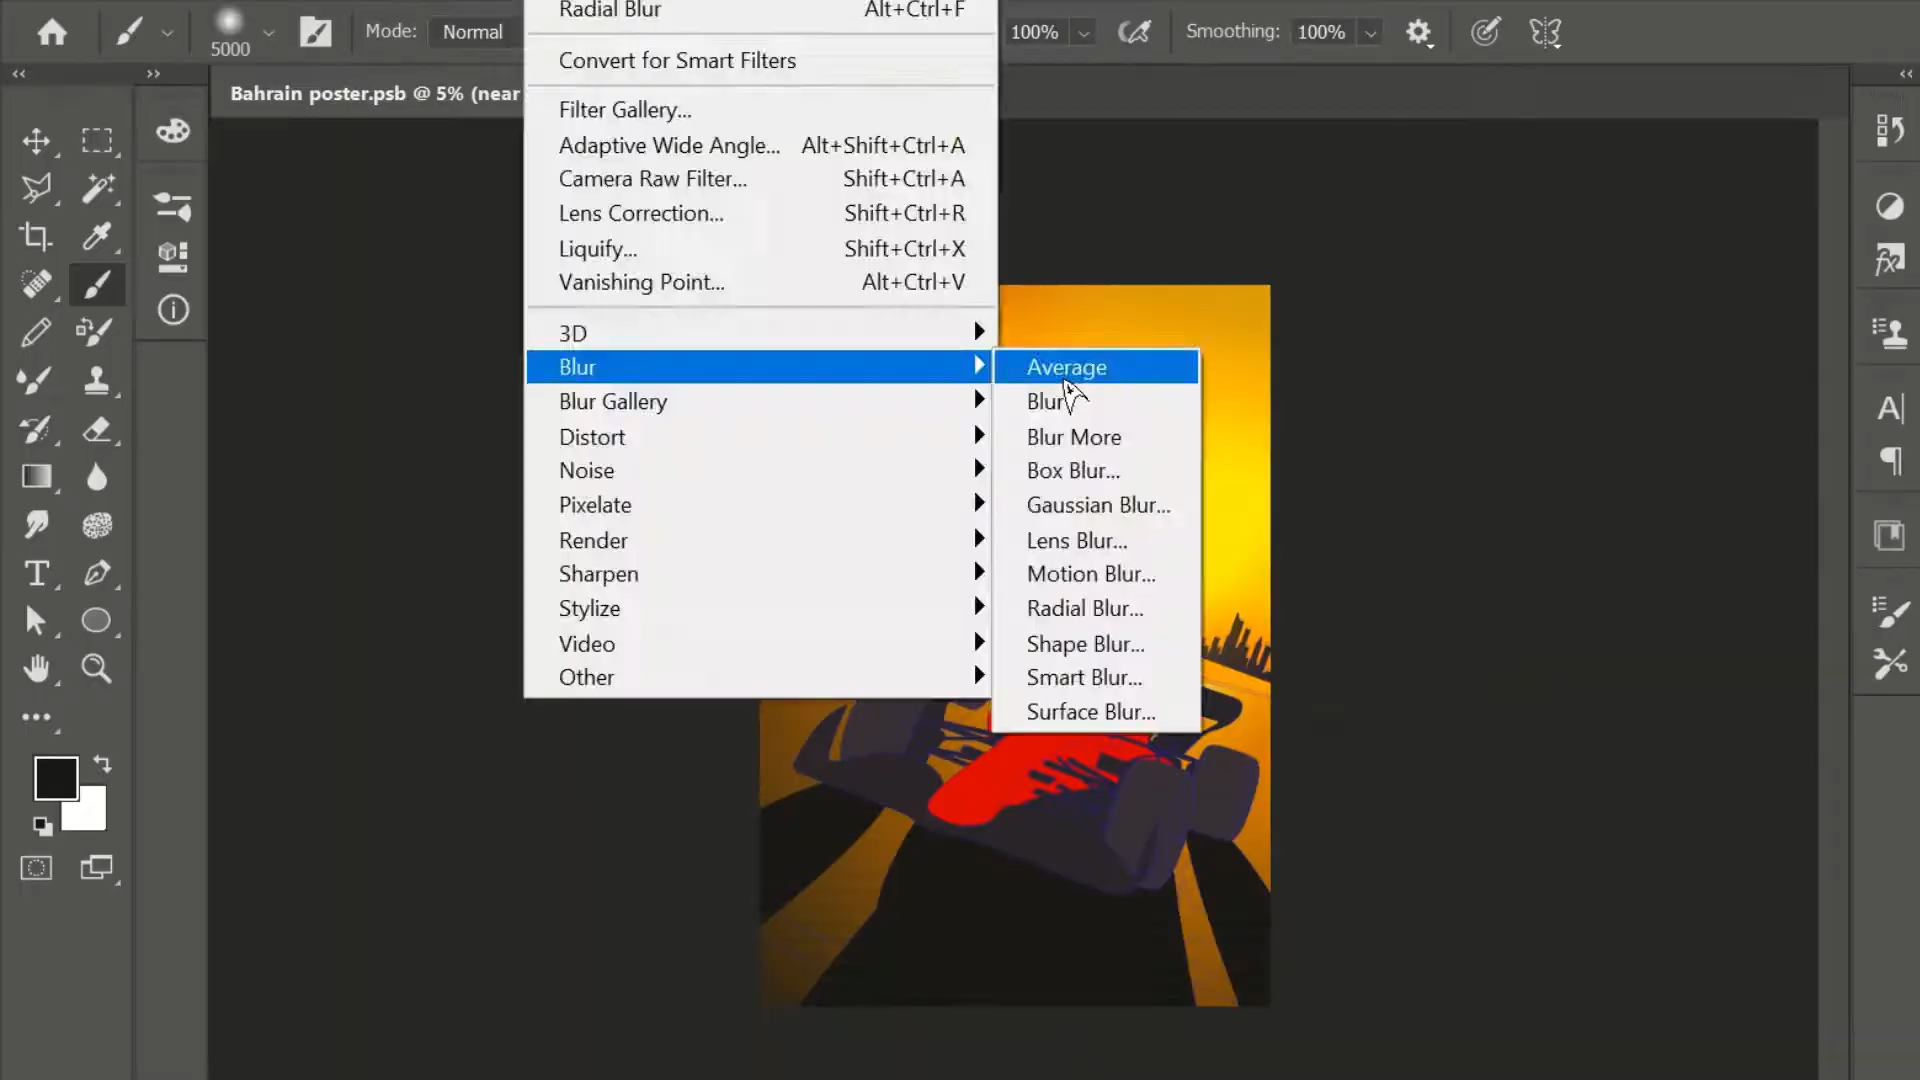 5000
Mode: Normal
100%
Smoothing: 100%
Bahrain poster.psb @ 5% (near
Radial Blur Alt+Ctrl+F
Convert for Smart Filters
Filter Gallery...
Adaptive Wide Angle... Alt+Shift+Ctrl+A
Camera Raw Filter... Shift+Ctrl+A
Lens Correction... Shift+Ctrl+R
Liquify... Shift+Ctrl+X
Vanishing Point... Alt+Ctrl+V
3D
Blur
Blur Gallery
Distort
Noise
Pixelate
Render
Sharpen
Stylize
Video
Other
Average
Blur
Blur More
Box Blur...
Gaussian Blur...
Lens Blur...
Motion Blur...
Radial Blur...
Shape Blur...
Smart Blur...
Surface Blur...